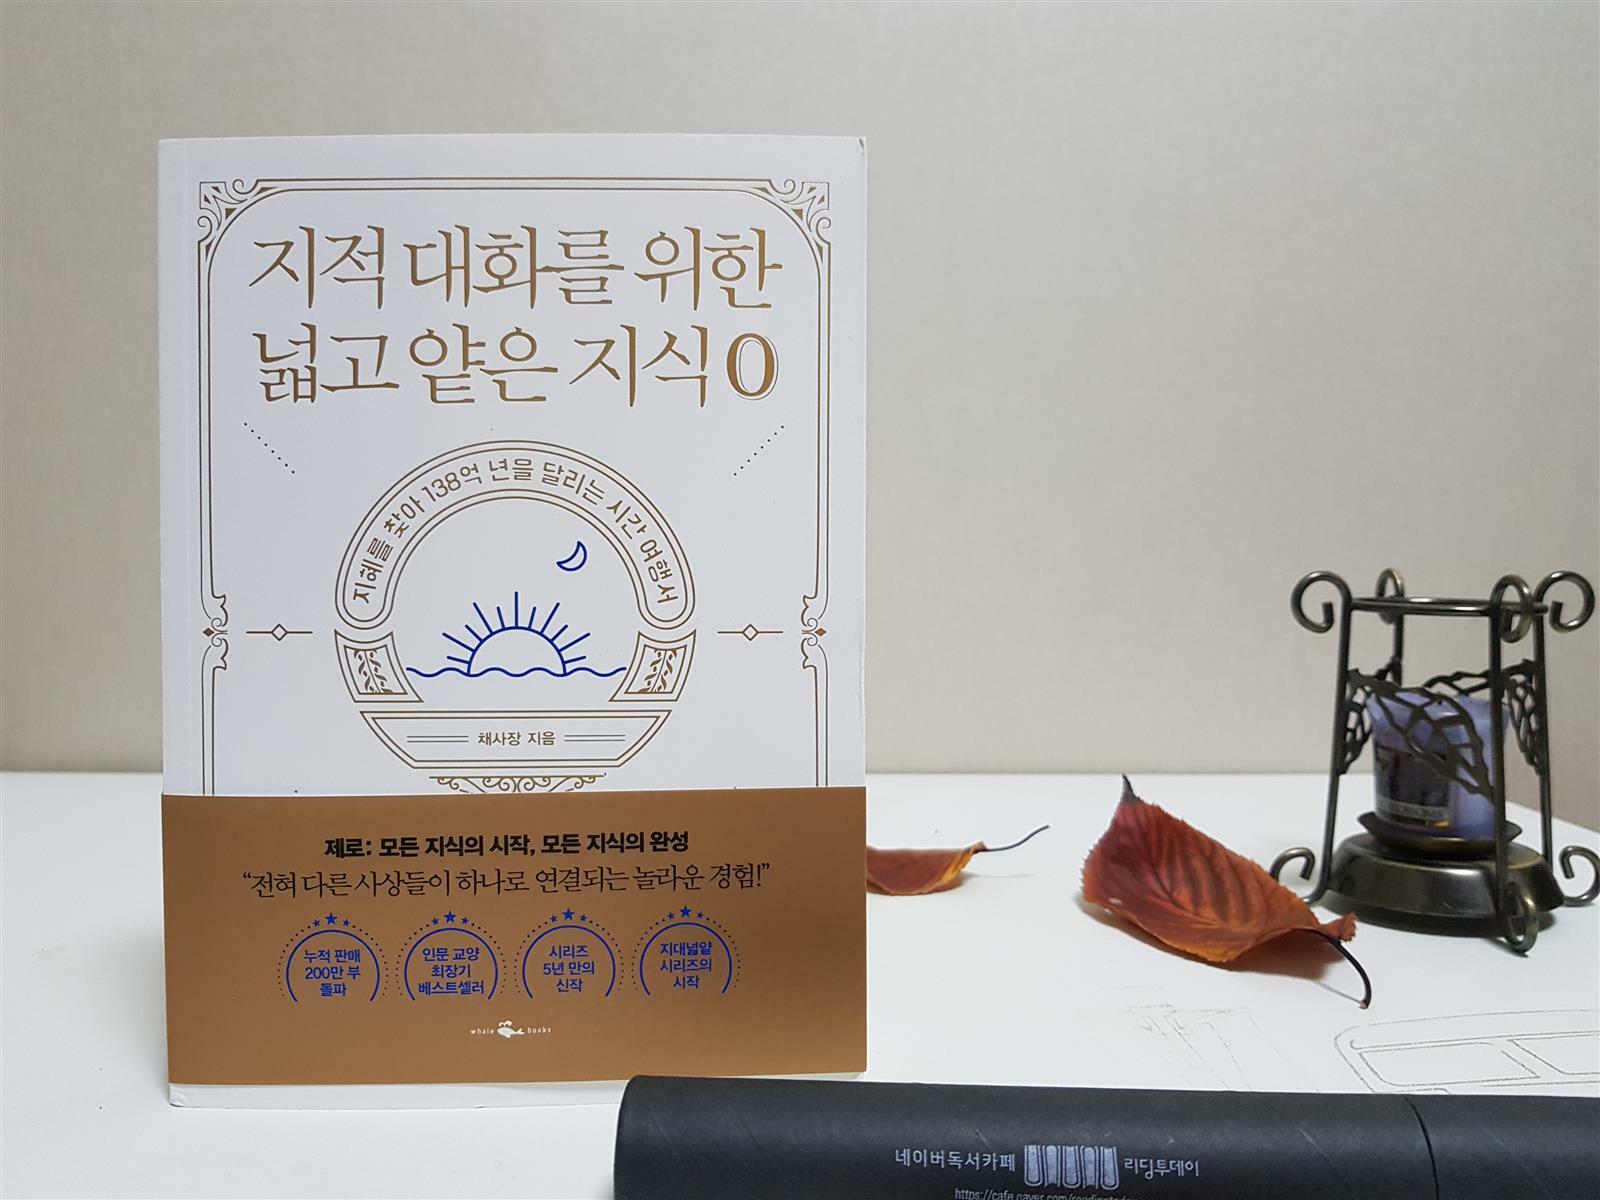 지적 대화를 위한
넓고 얕은 지식 0
지혜를 찾아 138억 년을 달리는 시간 여행서
채사장 지음
제로: 모든 지식의 시작, 모든 지식의 완성
“전혀 다른 사상들이 하나로 연결되는 놀라운 경험!”
누적 판매
200만 부
돌파
인문 교양
최장기
베스트셀러
시리즈
5년 만의
신작
지대넓얕
시리즈의
시작
whale books
네이버독서카페 리딩투데이